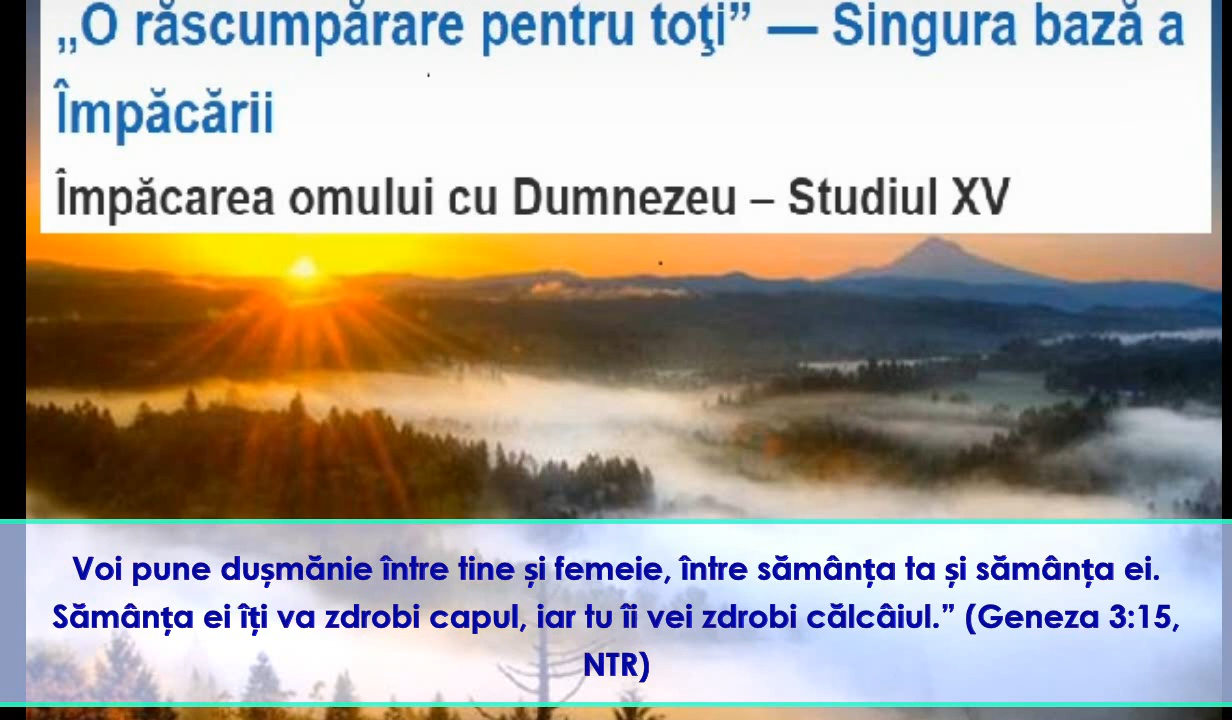 „O răscumpărare pentru toţi” — Singura bază a
Împăcării
Împăcarea omului cu Dumnezeu – Studiul XV
Voi pune dușmănie între tine și femeie, între sămânța ta și sămânța ei.
Sămânța ei îți va zdrobi capul, iar tu îi vei zdrobi călcâiul.” (Geneza 3:15,
NTR)